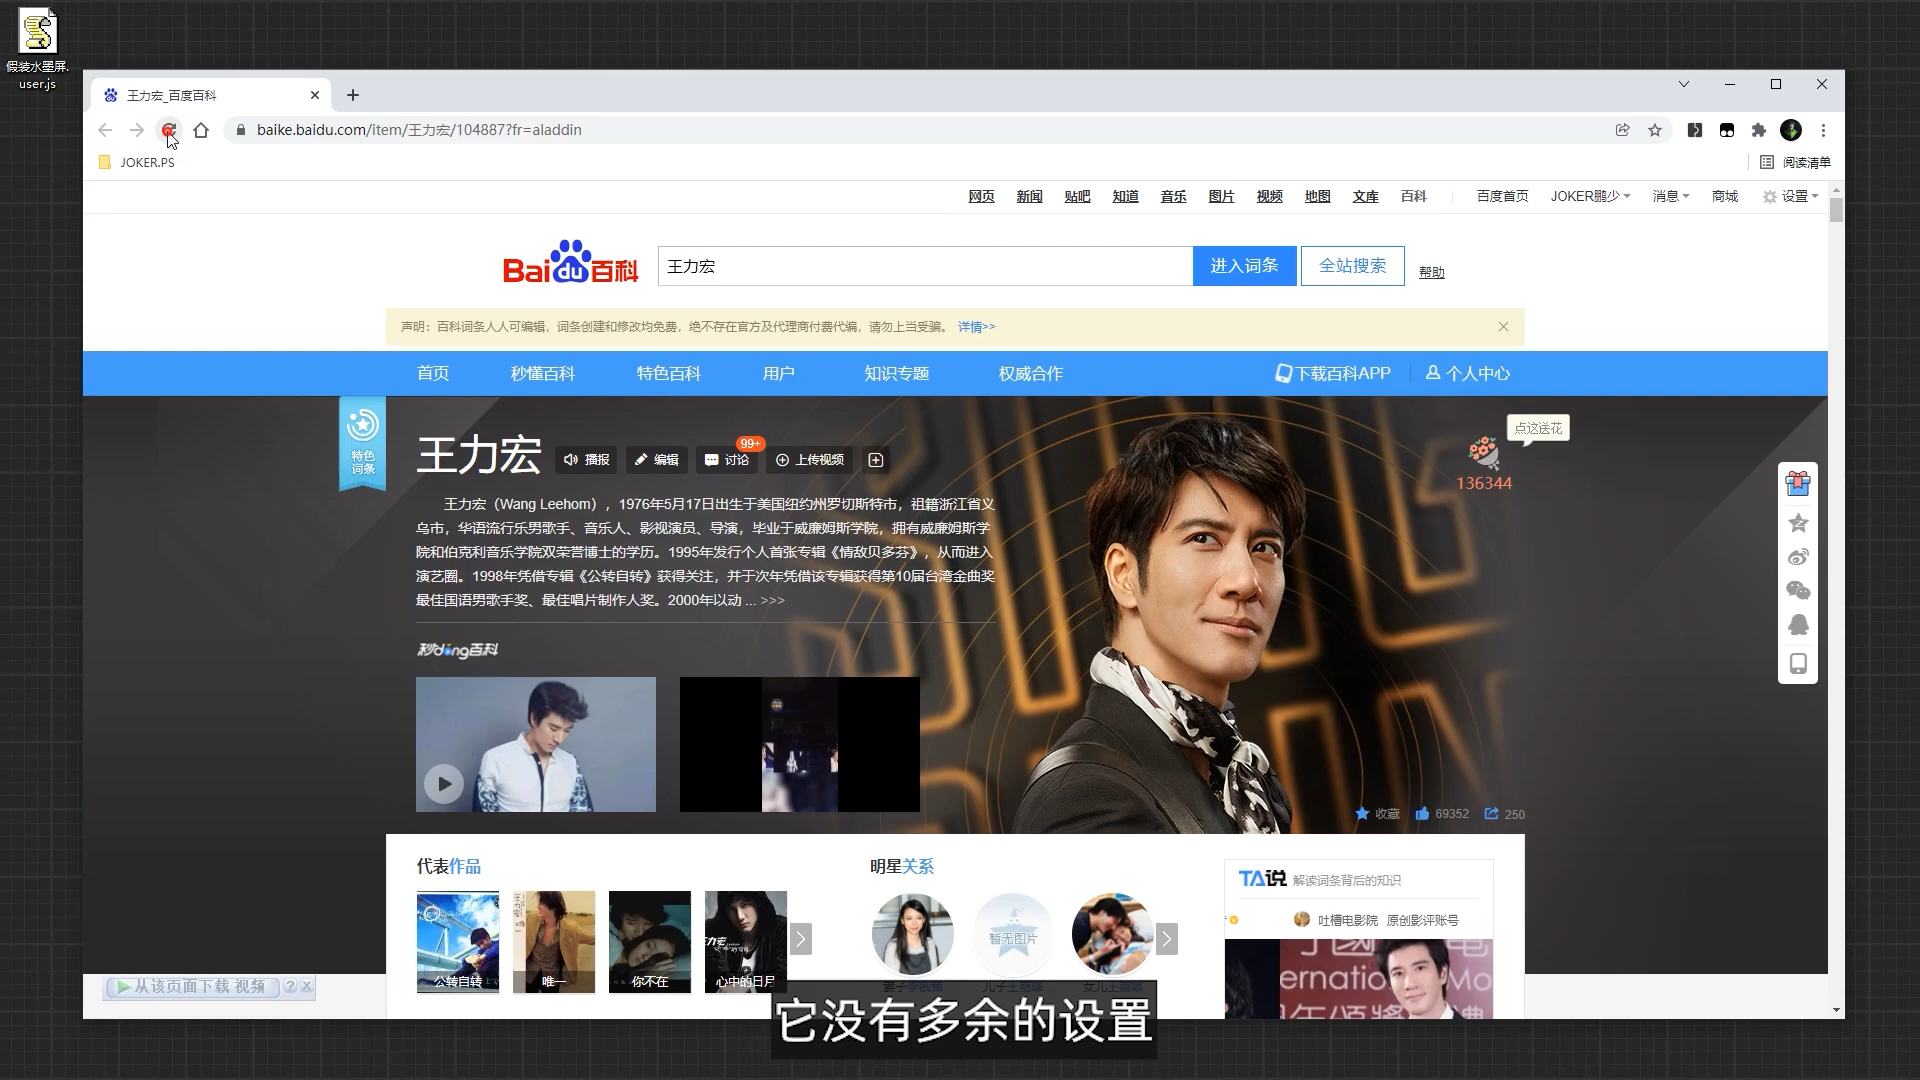 假装水墨屏.
user.js
王力宏_百度百科
baike.baidu.com/item/王力宏/104887?fr=aladdin
JOKER.PS
阅读清单
网页 新闻 贴吧 知道 音乐 图片 视频 地图 文库 百科 百度首页 JOKER鹏少 消息 商城 设置
Bai du 百科
王力宏
进入词条
全站搜索
帮助
声明：百科词条人人可编辑，词条创建和修改均免费，绝不存在官方及代理商付费代编，请勿上当受骗。 详情>>
首页 秒懂百科 特色百科 用户 知识专题 权威合作 下载百科APP 个人中心
特色
词条
王力宏
播报
编辑
讨论
99+
上传视频
点这送花
136344
王力宏（Wang Leehom），1976年5月17日出生于美国纽约州罗切斯特市，祖籍浙江省义
乌市，华语流行乐男歌手、音乐人、影视演员、导演，毕业于威廉姆斯学院，拥有威廉姆斯学
院和伯克利音乐学院双荣誉博士的学历。1995年发行个人首张专辑《情敌贝多芬》，从而进入
演艺圈。1998年凭借专辑《公转自转》获得关注，并于次年凭借该专辑获得第10届台湾金曲奖
最佳国语男歌手奖、最佳唱片制作人奖。2000年以动 ... >>>
秒dong百科
收藏 69352 250
代表作品
公转自转
唯一
你不在
心中的日月
明星关系
暂无图片
TA说 解读词条背后的知识
吐槽电影院 原创影评账号
从该页面下载 视频 ? X
它没有多余的设置